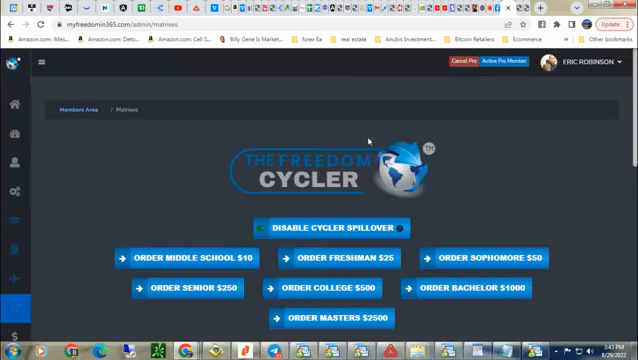 myfreedomin365.com/admin/matrixes
Update
Amazon.com: iMes...
Amazon.com: Deto...
Amazon.com: Cell S...
Billy Gene Is Marke...
forex Ea
real estate
Anubis Investment...
Bitcoin Retailers
Ecommerce
Other bookmarks
Cancel Pro
Active Pro Member
ERIC ROBINSON
Members Area / Matrixes
THE FREEDOM
CYCLER
TM
DISABLE CYCLER SPILLOVER
ORDER MIDDLE SCHOOL $10
ORDER FRESHMAN $25
ORDER SOPHOMORE $50
ORDER SENIOR $250
ORDER COLLEGE $500
ORDER BACHELOR $1000
ORDER MASTERS $2500
3:41 PM
8/29/2022